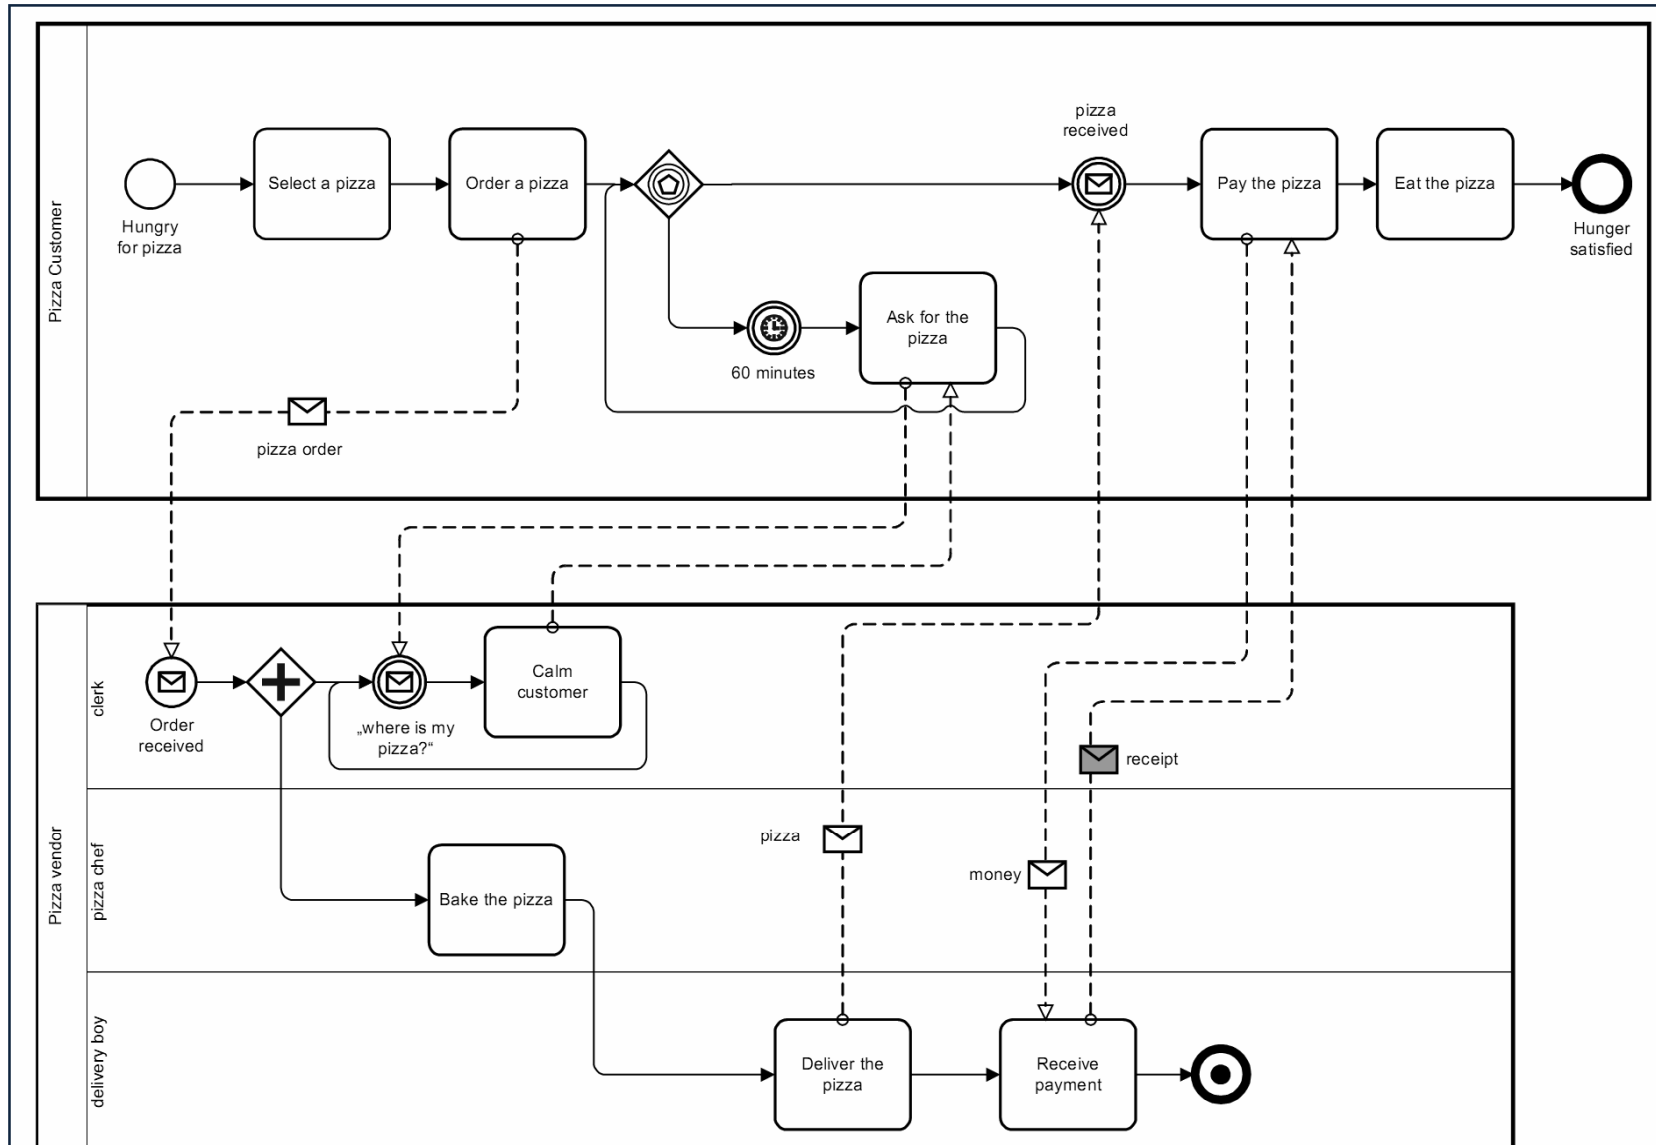 Pizza Customer
pizza
received
Select a pizza
Order a pizza
Pay the pizza
Eat the pizza
Hungry
for pizza
Hunger
satisfied
Ask for the
pizza
60 minutes
pizza order
Pizza vendor
clerk
Calm
customer
Order
received
„where is my
pizza?“
receipt
pizza chef
pizza
money
Bake the pizza
delivery boy
Deliver the
pizza
Receive
payment